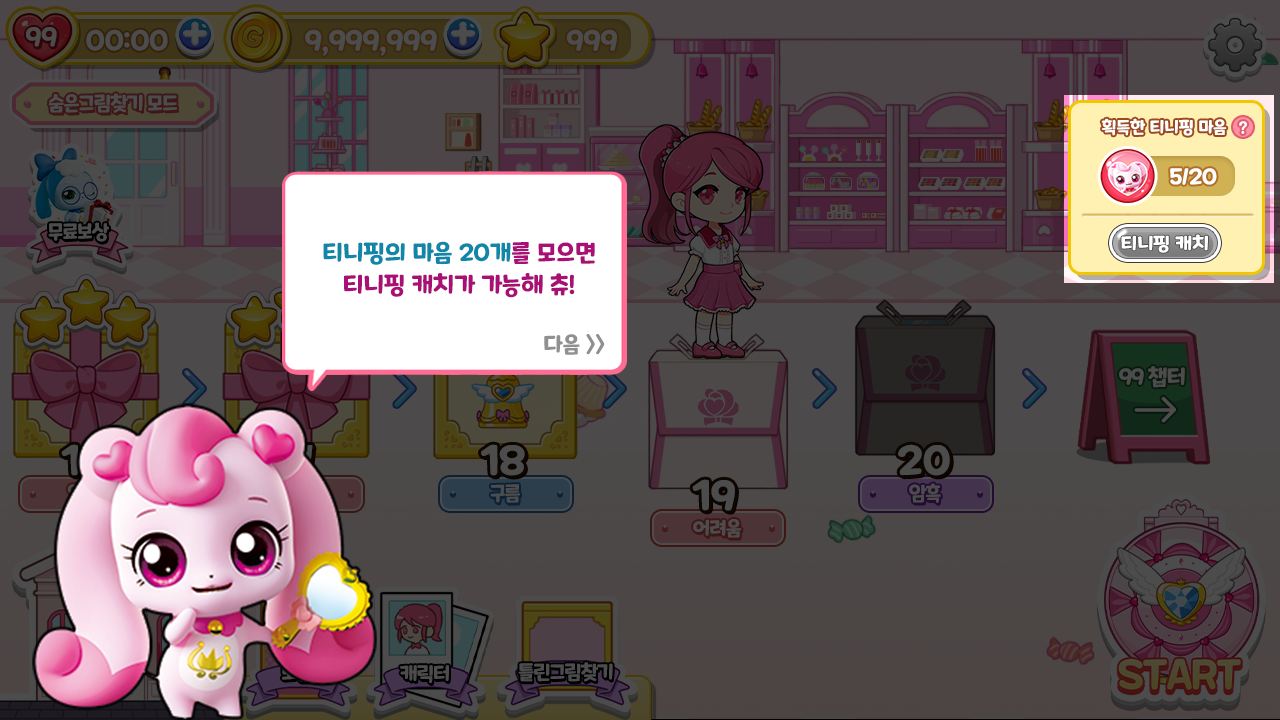 99
00:00
9,999,999
999
숨은그림찾기 모드
획득한 티니핑 마음 ?
5/20
티니핑 캐치
무료보상
티니핑의 마음 20개를 모으면
티니핑 캐치가 가능해 츄!
다음 》
18
구름
19
어려움
20
암흑
99 챕터
캐릭터
틀린그림찾기
START